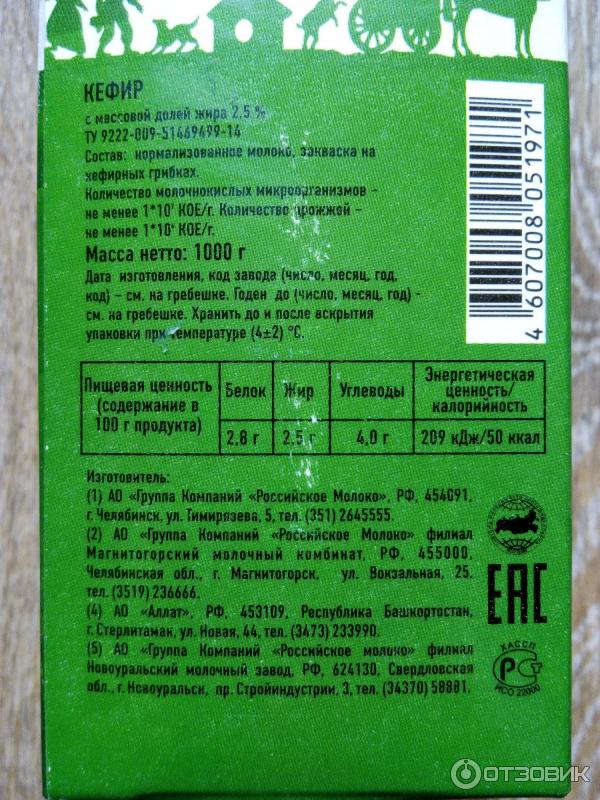 КЕФИР
с массовой долей жира 2,5 %
ТУ 9222-009-51469499-14
Состав: нормализованное молоко, закваска на
кефирных грибках.
Количество молочнокислых микроорганизмов –
не менее 1*10⁷ КОЕ/г. Количество дрожжей –
не менее 1*10⁴ КОЕ/г.
Масса нетто: 1000 г
Дата изготовления, код завода (число, месяц, год,
код) – см. на гребешке. Годен до (число, месяц, год) -
см. на гребешке. Хранить до и после вскрытия
упаковки при температуре (4±2) °С.
4 607008 051971
Пищевая ценность (содержание в 100 г продукта) Белок Жир Углеводы Энергетическая ценность/ калорийность
2,8 г 2,5 г 4,0 г 209 кДж/50 ккал
Изготовитель:
(1) АО «Группа Компаний «Российское Молоко», РФ, 454091,
г. Челябинск, ул. Тимирязева, 5, тел. (351) 2645555.
(2) АО «Группа Компаний «Российское Молоко» филиал
Магнитогорский молочный комбинат, РФ, 455000,
Челябинская обл., г. Магнитогорск, ул. Вокзальная, 25,
тел. (3519) 236666.
(4) АО «Аллат», РФ, 453109, Республика Башкортостан,
г. Стерлитамак, ул. Новая, 44, тел. (3473) 233990.
(5) АО «Группа Компаний «Российское молоко» филиал
Новоуральский молочный завод, РФ, 624130, Свердловская
обл., г. Новоуральск, пр. Стройиндустрии, 3, тел. (34370) 58881.
ЕАС
ХАССП
РСТ
ИСО 22000
ОТЗОВИК